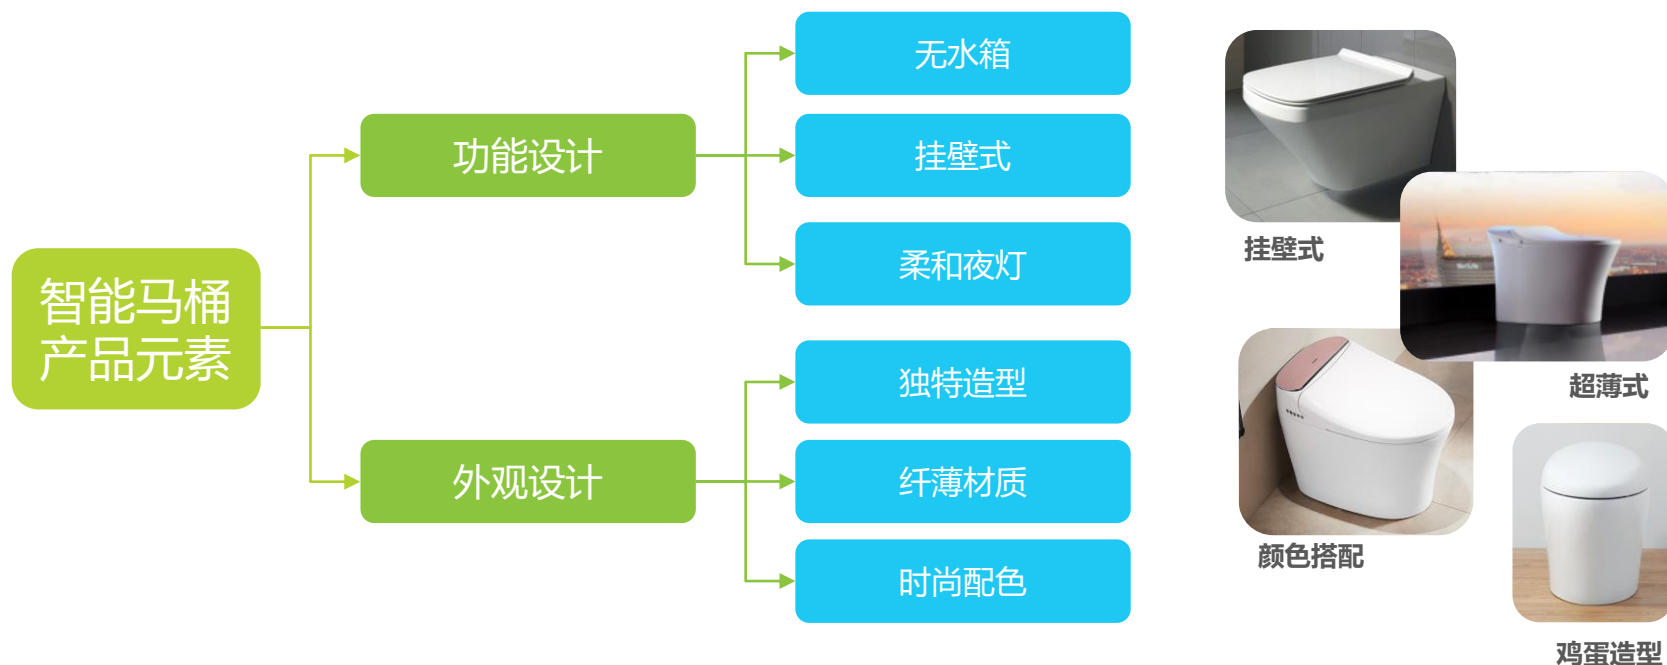 智能马桶
产品元素
功能设计
无水箱
挂壁式
柔和夜灯
外观设计
独特造型
纤薄材质
时尚配色
挂壁式
超薄式
颜色搭配
鸡蛋造型